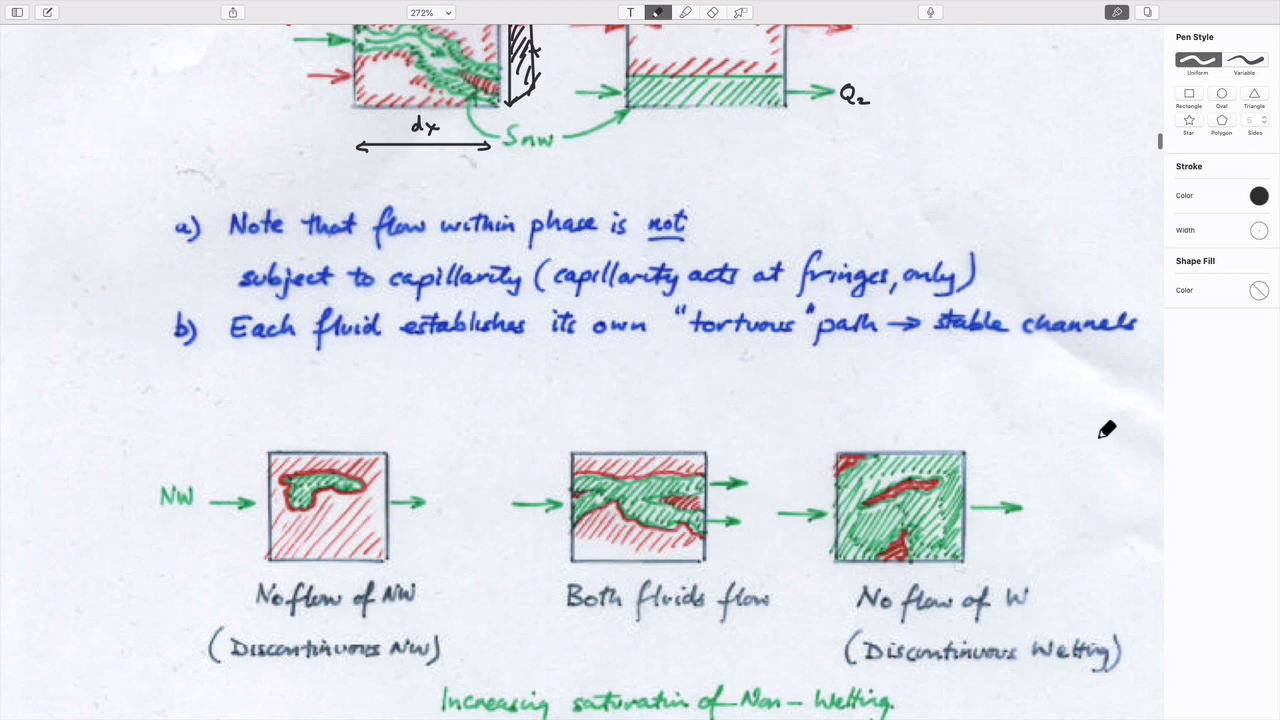 272%
T
Pen Style
Uniform
Variable
Rectangle
Oval
Triangle
Star
Polygon
5
Sides
Stroke
Color
Width
Shape Fill
Color
x
Q2
dx
Snw
a) Note that flow within phase is not
subject to capillarity (capillarity acts at fringes, only)
b) Each fluid establishes its own "tortuous" path → stable channels
NW
No flow of NW
(Discontinuous NW)
Both fluids flow
No flow of W
(Discontinuous Wetting)
Increasing saturation of Non-Wetting.